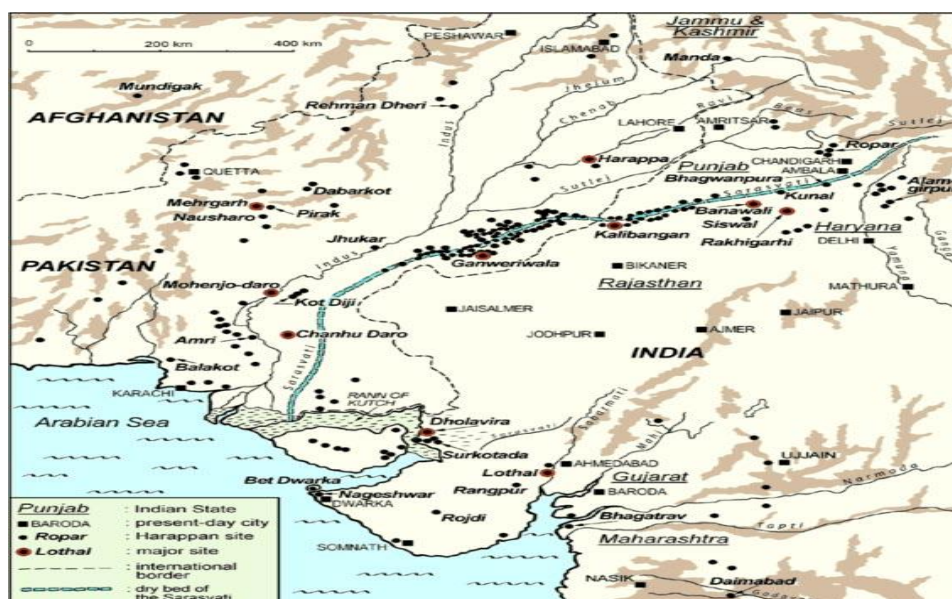 0 200 km 400 km
PESHAWAR
ISLAMABAD
Jammu &
Kashmir
Manda
Mundigak
Rehman Dheri
Jhelum
Chenab
Ravi
AFGHANISTAN
Indus
LAHORE
AMRITSAR
Beas
Sutlej
Harappa
Punjab
Ropar
CHANDIGARH
AMBALA
QUETTA
Bhagwanpura
Sutlej
Sarasvati
Kunal
Alam-
girpur
Dabarkot
Mehrgarh
Pirak
Nausharo
Banawali
Siswal
Kalibangan
Rakhigarhi
Haryana
DELHI
Jhukar
Indus
Ganweriwala
PAKISTAN
BIKANER
Yamuna
Ganga
Mohenjo-daro
Kot Diji
Rajasthan
MATHURA
JAISALMER
JAIPUR
Chanhu Daro
JODHPUR
AJMER
Amri
INDIA
Sarasvati
Balakot
KARACHI
RANN OF
KUTCH
Arabian Sea
Dholavira
Sarasvati
Sabarmati
Mahi
Surkotada
Lothal
AHMEDABAD
UJJAIN
Bet Dwarka
Rangpur
Gujarat
Narmada
Nageshwar
DWARKA
BARODA
Rojdi
Bhagatrav
Tapti
Maharashtra
SOMNATH
NASIK
Daimabad
Punjab : Indian State
BARODA : present-day city
Ropar : Harappan site
Lothal : major site
: international
border
: dry bed of
the Sarasvati